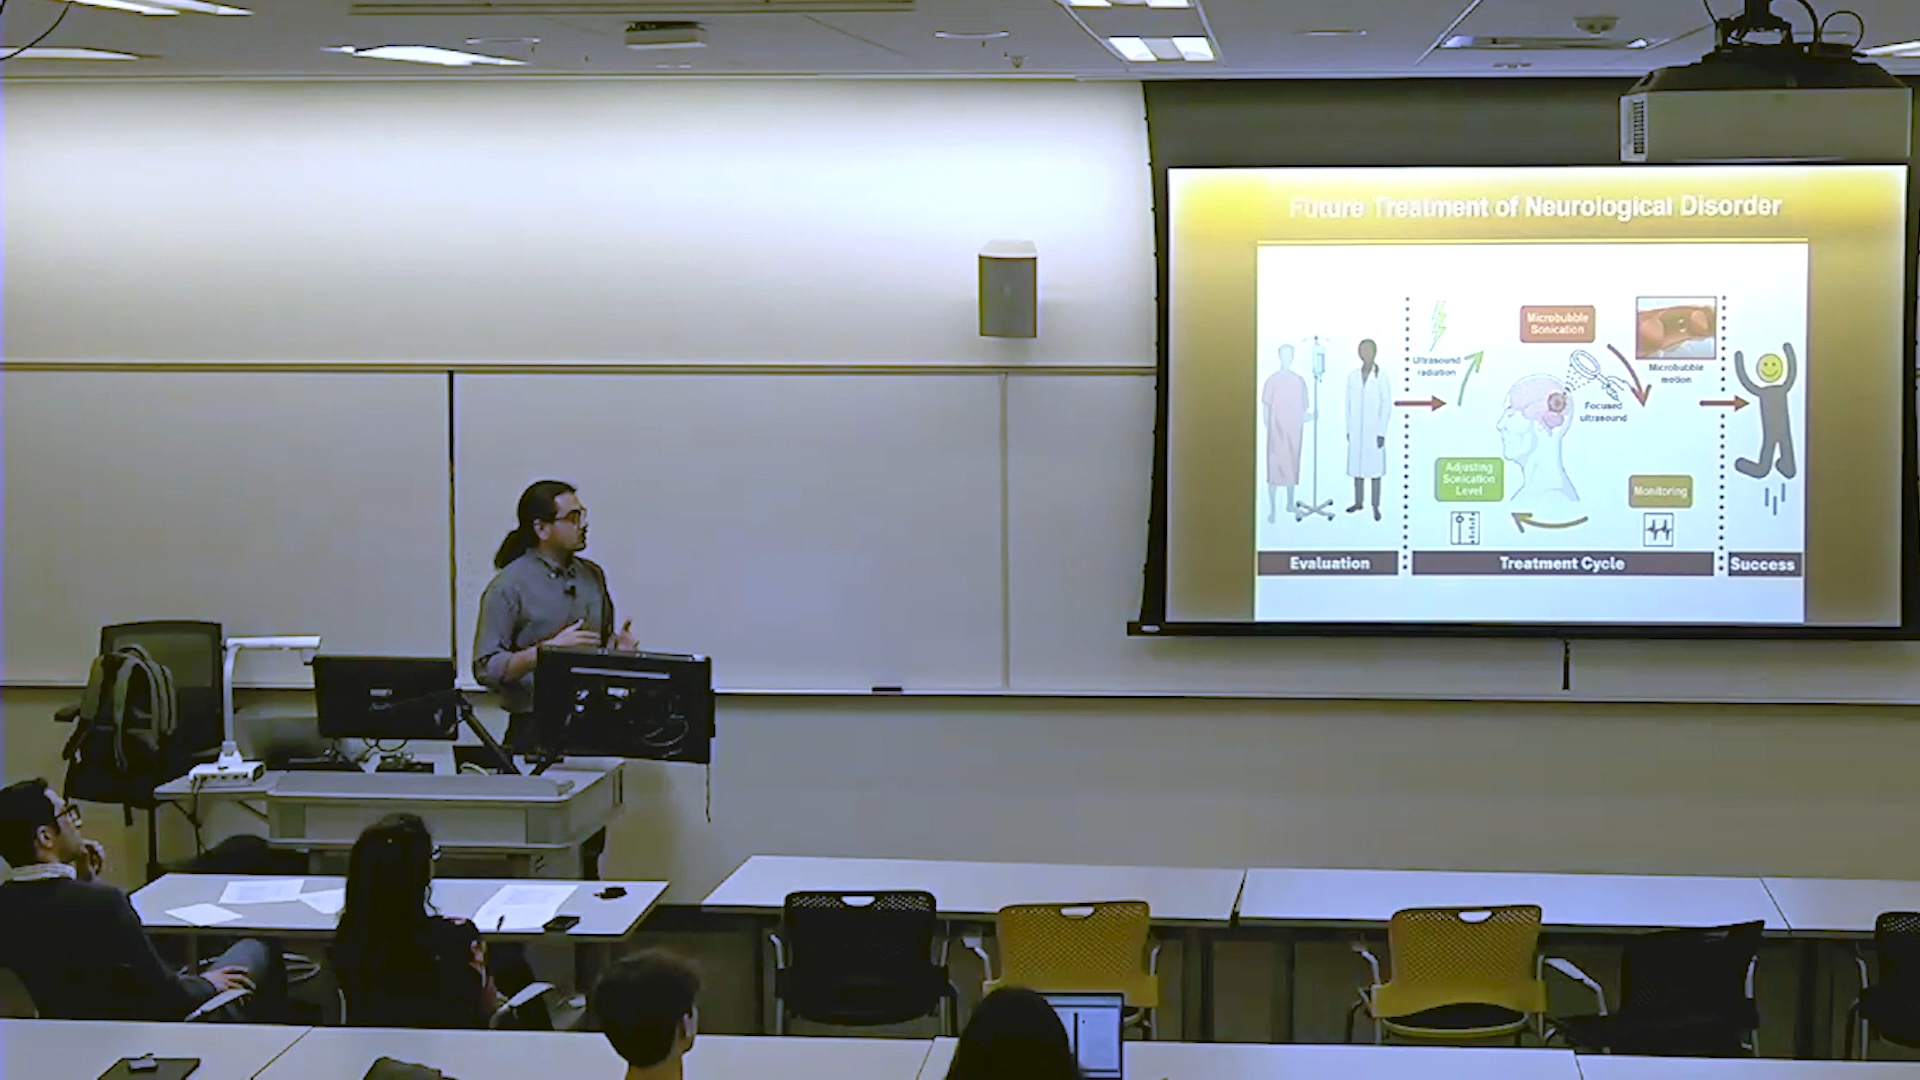 Future Treatment of Neurological Disorder
Ultrasound
radiation
Microbubble
Sonication
Microbubble
motion
Focused
ultrasound
Adjusting
Sonication
Level
Monitoring
Evaluation
Treatment Cycle
Success